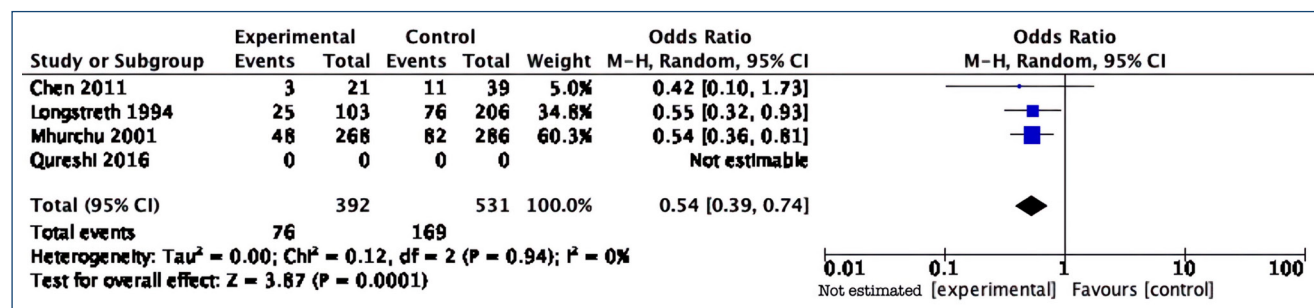 Experimental Control Odds Ratio Odds Ratio
Study or Subgroup Events Total Events Total Weight M-H, Random, 95% CI M-H, Random, 95% CI
Chen 2011 3 21 11 39 5.0% 0.42 [0.10, 1.73]
Longstreth 1994 25 103 76 206 34.8% 0.55 [0.32, 0.93]
Mhurchu 2001 48 268 82 286 60.3% 0.54 [0.36, 0.81]
Qureshi 2016 0 0 0 0 Not estimable
Total (95% CI) 392 531 100.0% 0.54 [0.39, 0.74]
Total events 76 169
Heterogeneity: Tau² = 0.00; Chi² = 0.12, df = 2 (P = 0.94); I² = 0%
Test for overall effect: Z = 3.87 (P = 0.0001)
0.01 0.1 1 10 100
Not estimated [experimental] Favours [control]